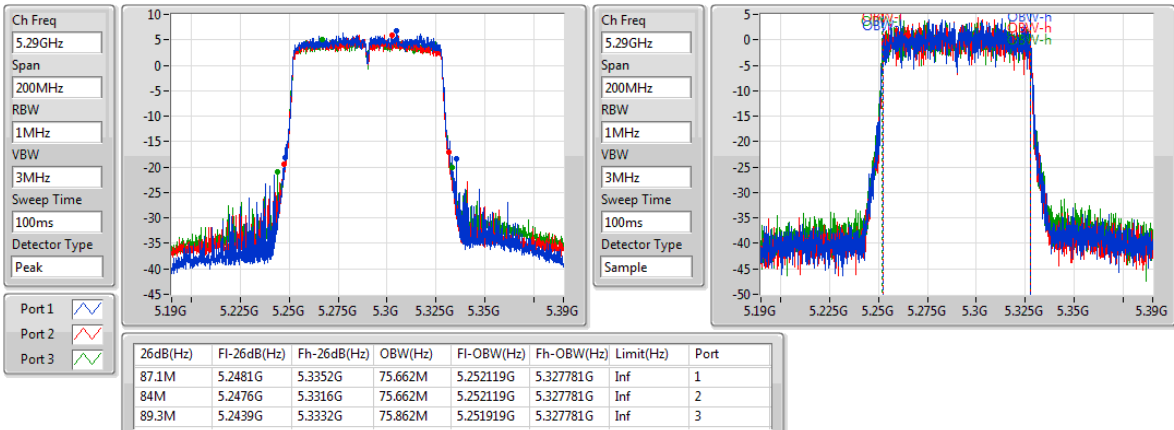 Ch Freq
5.29GHz
Span
200MHz
RBW
1MHz
VBW
3MHz
Sweep Time
100ms
Detector Type
Peak
Port 1
Port 2
Port 3
10
5
0
-5
-10
-15
-20
-25
-30
-35
-40
-45
5.19G 5.225G 5.25G 5.275G 5.3G 5.325G 5.35G 5.39G
Ch Freq
5.29GHz
Span
200MHz
RBW
1MHz
VBW
3MHz
Sweep Time
100ms
Detector Type
Sample
OBW-h
OBW-h
OBW-h
5
0
-5
-10
-15
-20
-25
-30
-35
-40
-45
-50
5.19G 5.225G 5.25G 5.275G 5.3G 5.325G 5.35G 5.39G
26dB(Hz) Fl-26dB(Hz) Fh-26dB(Hz) OBW(Hz) Fl-OBW(Hz) Fh-OBW(Hz) Limit(Hz) Port
87.1M 5.2481G 5.3352G 75.662M 5.252119G 5.327781G Inf 1
84M 5.2476G 5.3316G 75.662M 5.252119G 5.327781G Inf 2
89.3M 5.2439G 5.3332G 75.862M 5.251919G 5.327781G Inf 3